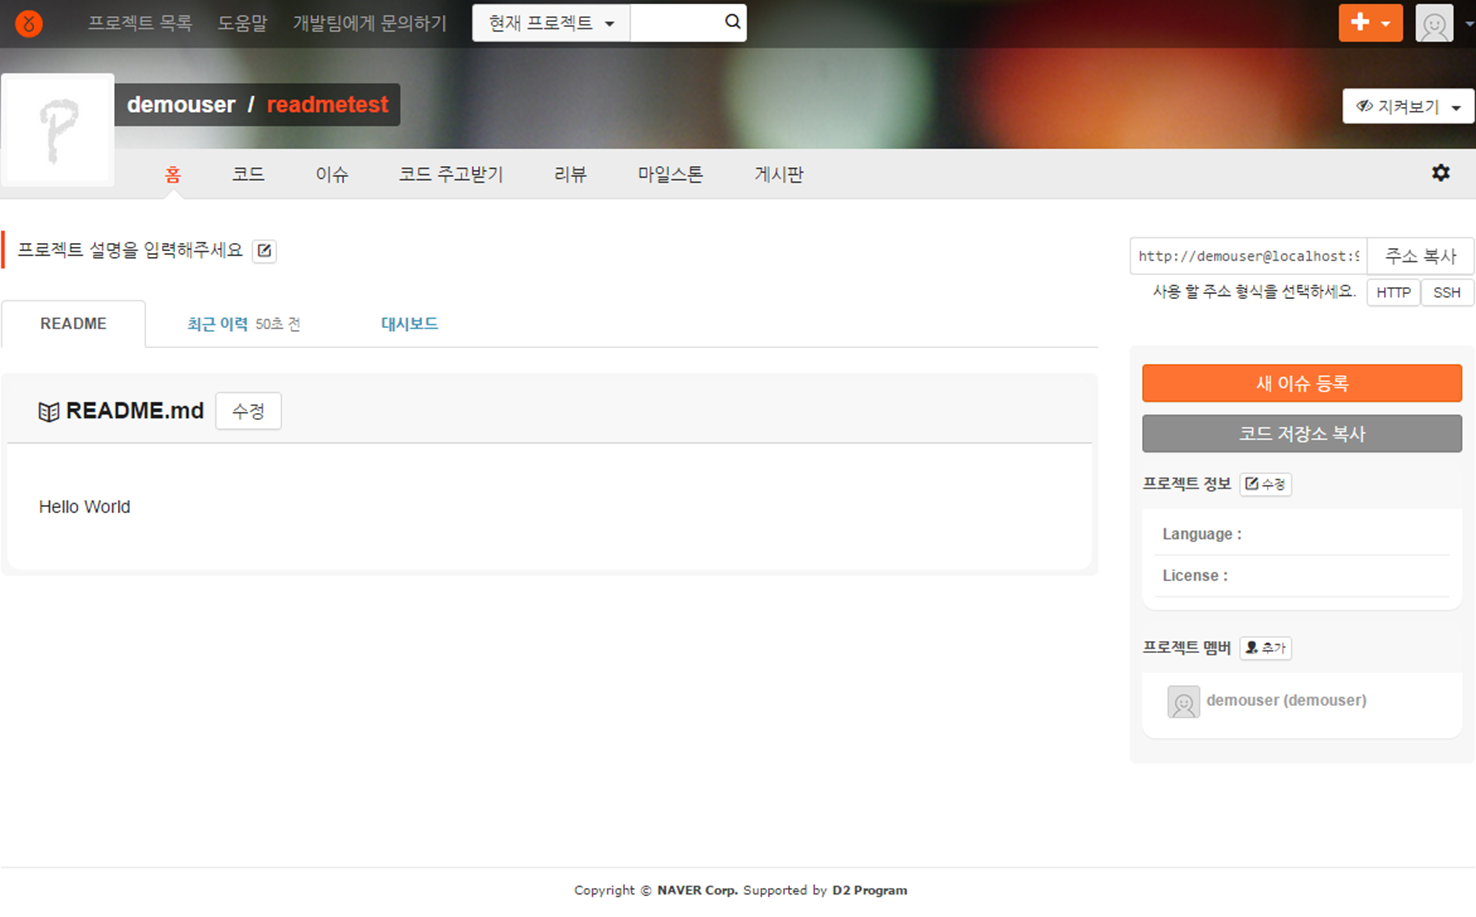 프로젝트 목록 도움말 개발팀에 문의하기 현재 프로젝트
demouser / readmetest
지켜보기
홈 코드 이슈 코드 주고받기 리뷰 마일스톤 게시판
프로젝트 설명을 입력해주세요
http://demouser@localhost:9 주소 복사
사용 할 주소 형식을 선택하세요. HTTP SSH
README 최근 이력 50초 전 대시보드
README.md 수정
Hello World
새 이슈 등록
코드 저장소 복사
프로젝트 정보 수정
Language :
License :
프로젝트 멤버 추가
demouser (demouser)
Copyright © NAVER Corp. Supported by D2 Program